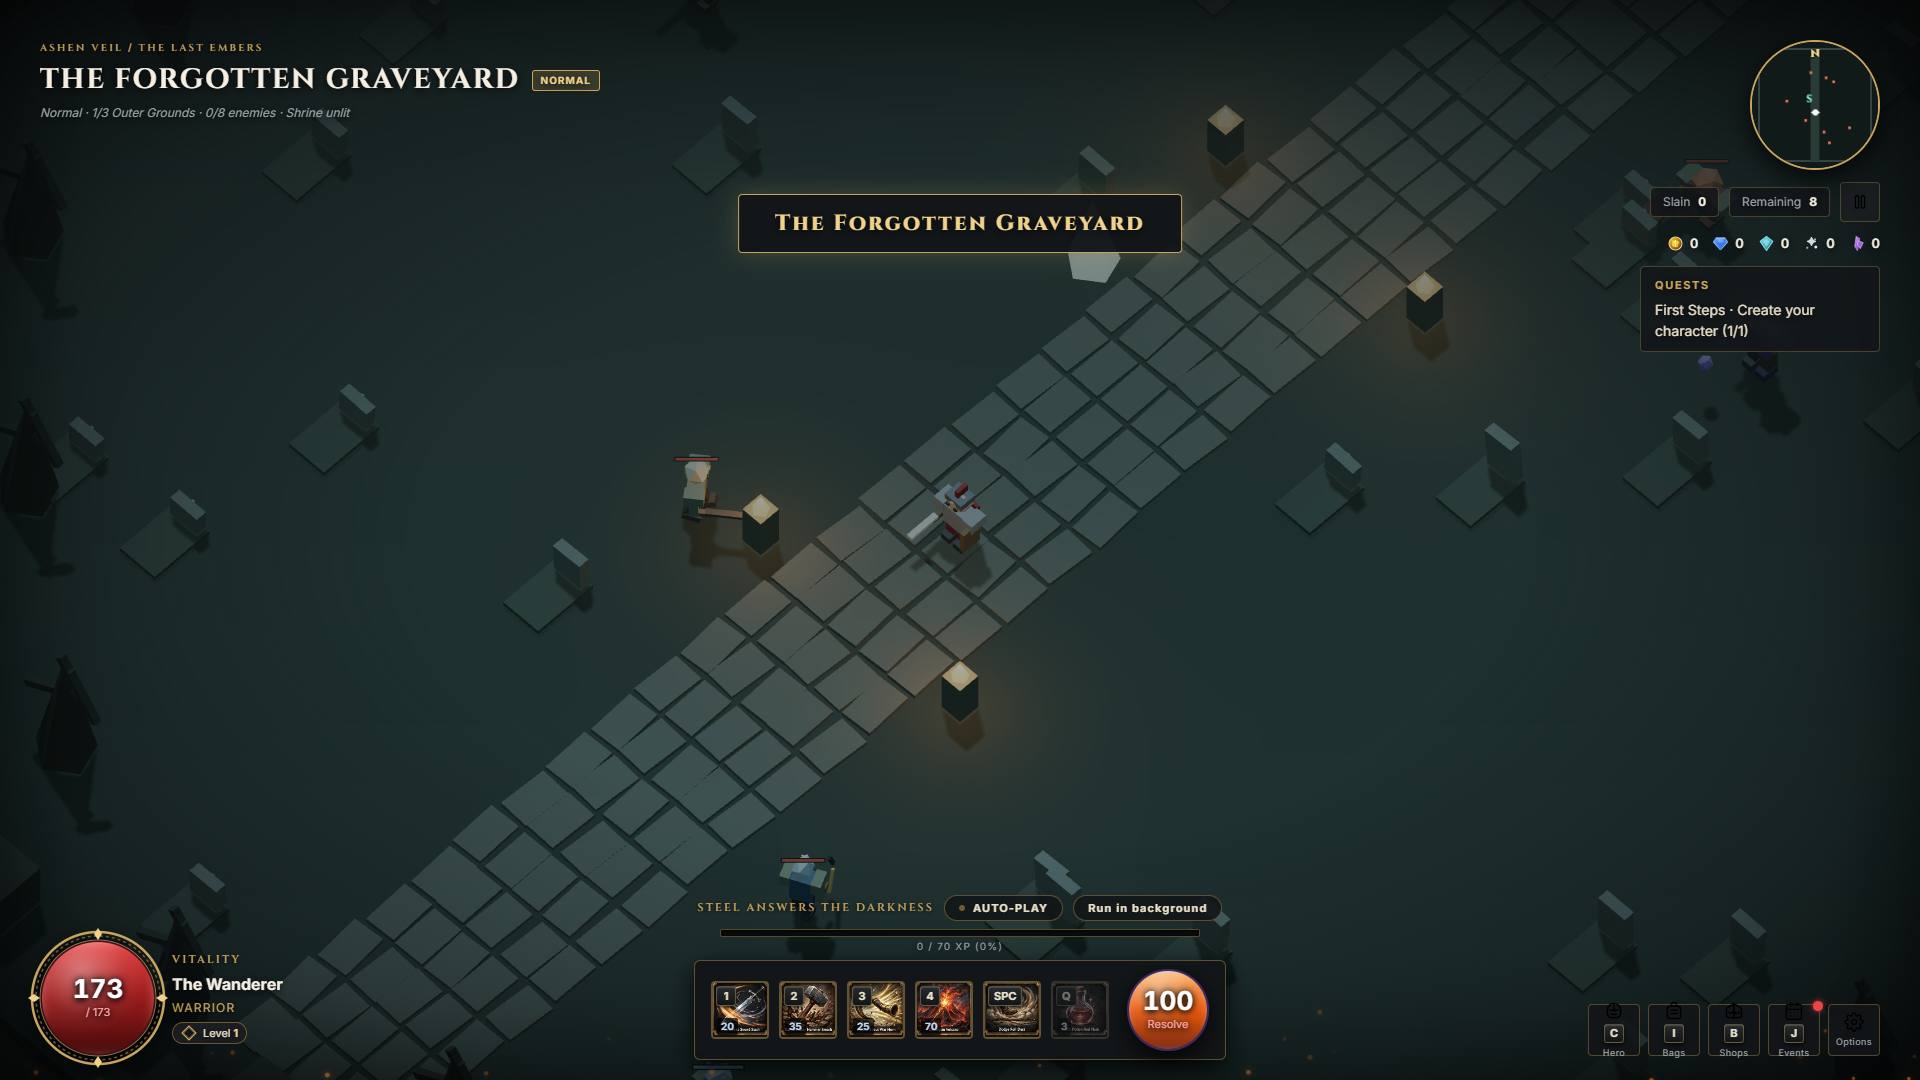 ASHEN VEIL / THE LAST EMBERS
THE FORGOTTEN GRAVEYARD NORMAL
Normal · 1/3 Outer Grounds · 0/8 enemies · Shrine unlit
N
S
The Forgotten Graveyard
Slain 0 Remaining 8
0 0 0 0 0
QUESTS
First Steps · Create your
character (1/1)
STEEL ANSWERS THE DARKNESS AUTO-PLAY Run in background
0 / 70 XP (0%)
VITALITY
The Wanderer
WARRIOR
Level 1
173
/ 173
1 2 3 4 SPC Q
20 35 25 70 3
100
Resolve
C I B J
Hero Bags Shops Events Options